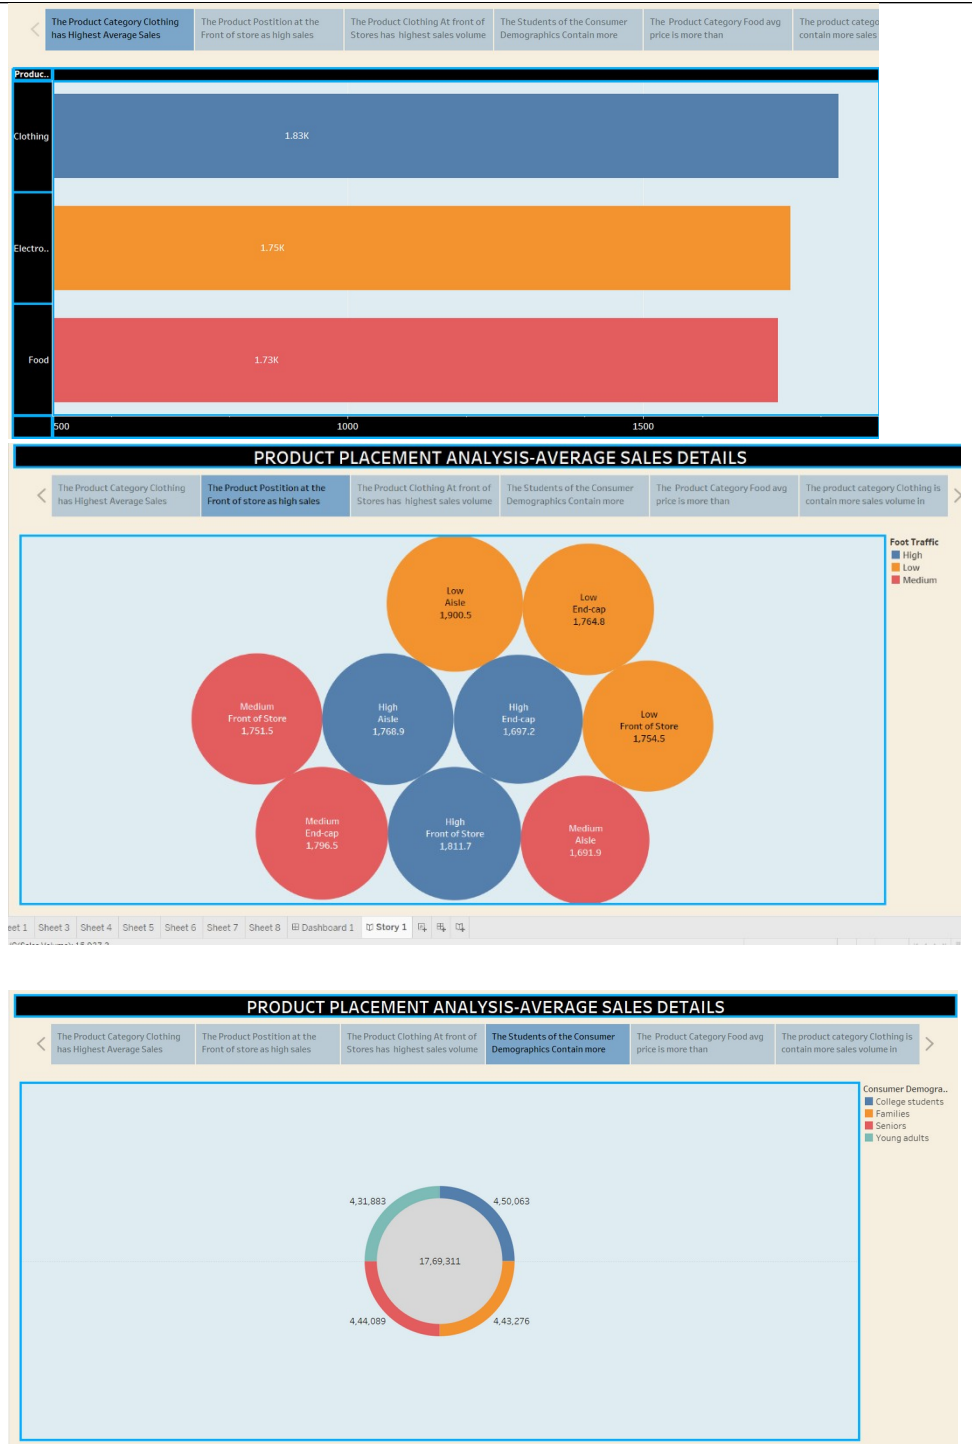 The Product Category Clothing
has Highest Average Sales
The Product Postition at the
Front of store as high sales
The Product Clothing At front of
Stores has highest sales volume
The Students of the Consumer
Demographics Contain more
The Product Category Food avg
price is more than
The product catego
contain more sales
Produc..
Clothing
1.83K
Electro..
1.75K
Food
1.73K
500 1000 1500
PRODUCT PLACEMENT ANALYSIS-AVERAGE SALES DETAILS
The Product Category Clothing
has Highest Average Sales
The Product Postition at the
Front of store as high sales
The Product Clothing At front of
Stores has highest sales volume
The Students of the Consumer
Demographics Contain more
The Product Category Food avg
price is more than
The product category Clothing is
contain more sales volume in
Foot Traffic
High
Low
Medium
Low
Aisle
1,900.5
Low
End-cap
1,764.8
Medium
Front of Store
1,751.5
High
Aisle
1,768.9
High
End-cap
1,697.2
Low
Front of Store
1,754.5
Medium
End-cap
1,796.5
High
Front of Store
1,811.7
Medium
Aisle
1,691.9
eet 1 Sheet 3 Sheet 4 Sheet 5 Sheet 6 Sheet 7 Sheet 8 Dashboard 1 Story 1
PRODUCT PLACEMENT ANALYSIS-AVERAGE SALES DETAILS
The Product Category Clothing
has Highest Average Sales
The Product Postition at the
Front of store as high sales
The Product Clothing At front of
Stores has highest sales volume
The Students of the Consumer
Demographics Contain more
The Product Category Food avg
price is more than
The product category Clothing is
contain more sales volume in
Consumer Demogra..
College students
Families
Seniors
Young adults
4,31,883
4,50,063
17,69,311
4,44,089
4,43,276